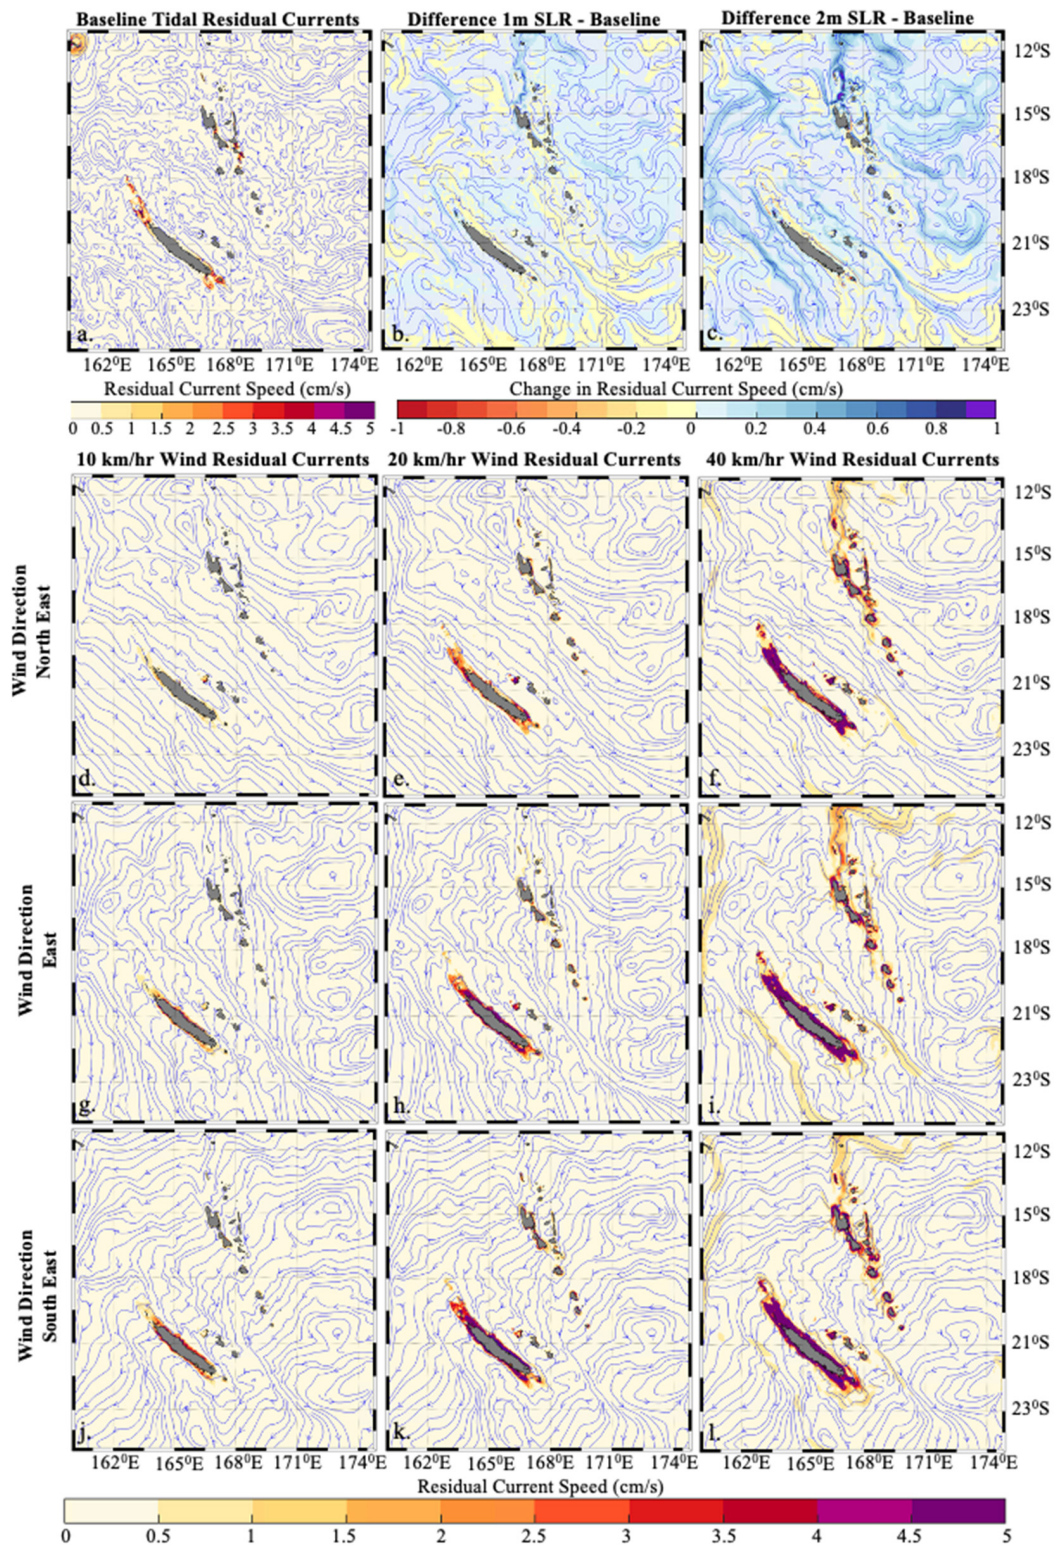 Baseline Tidal Residual Currents
Difference 1m SLR - Baseline
Difference 2m SLR - Baseline
12⁰S
15⁰S
18⁰S
21⁰S
23⁰S
a.
b.
c.
162⁰E 165⁰E 168⁰E 171⁰E 174⁰E
162⁰E 165⁰E 168⁰E 171⁰E
162⁰E 165⁰E 168⁰E 171⁰E 174⁰E
Residual Current Speed (cm/s)
0 0.5 1 1.5 2 2.5 3 3.5 4 4.5 5
Change in Residual Current Speed (cm/s)
-1 -0.8 -0.6 -0.4 -0.2 0 0.2 0.4 0.6 0.8 1
10 km/hr Wind Residual Currents
20 km/hr Wind Residual Currents
40 km/hr Wind Residual Currents
Wind Direction
North East
d.
e.
f.
12⁰S
15⁰S
18⁰S
21⁰S
23⁰S
Wind Direction
East
g.
h.
i.
12⁰S
15⁰S
18⁰S
21⁰S
23⁰S
Wind Direction
South East
j.
k.
l.
12⁰S
15⁰S
18⁰S
21⁰S
23⁰S
162⁰E 165⁰E 168⁰E 171⁰E 174⁰E
162⁰E 165⁰E 168⁰E 171⁰E 174⁰E
162⁰E 165⁰E 168⁰E 171⁰E 174⁰E
Residual Current Speed (cm/s)
0 0.5 1 1.5 2 2.5 3 3.5 4 4.5 5